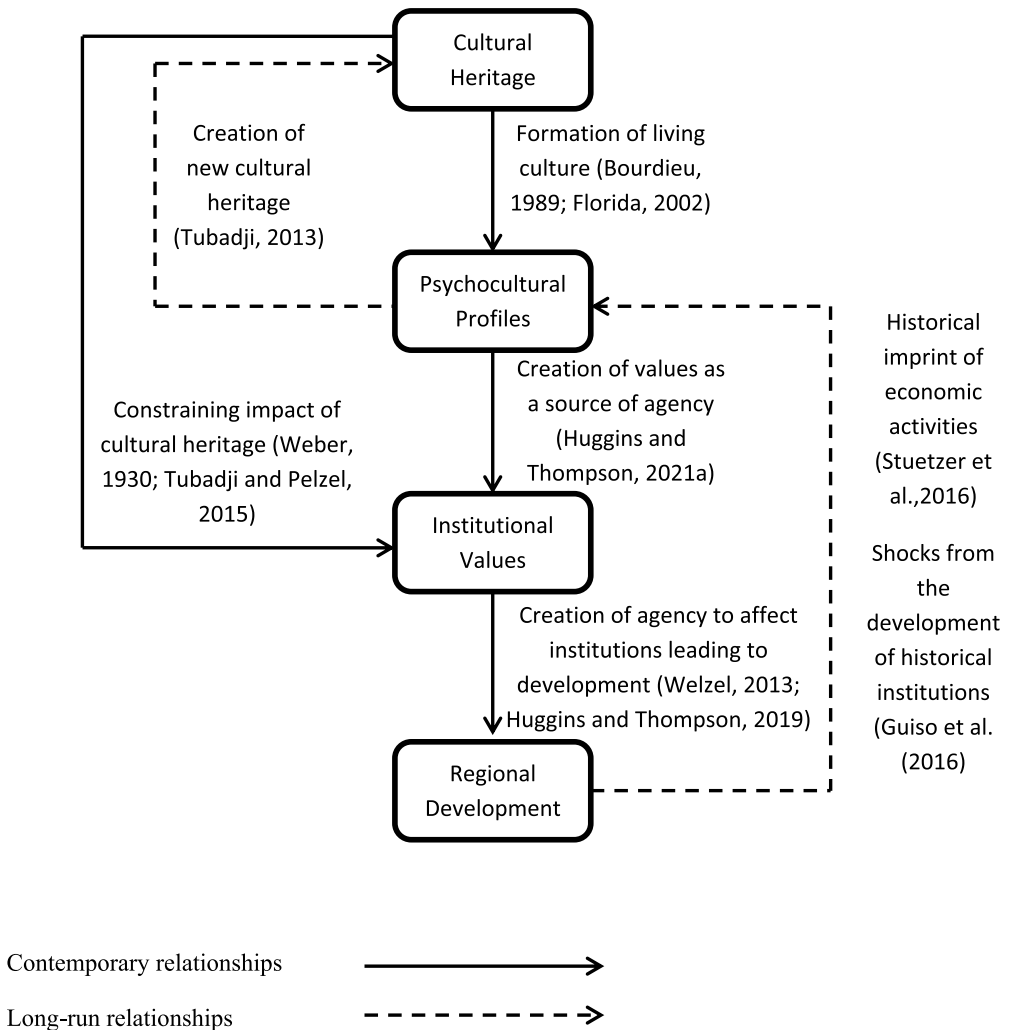 Cultural
Heritage
Creation of
new cultural
heritage
(Tubadji, 2013)
Formation of living
culture (Bourdieu,
1989; Florida, 2002)
Psychocultural
Profiles
Historical
imprint of
economic
activities
(Stuetzer et
al.,2016)
Creation of values as
a source of agency
(Huggins and
Thompson, 2021a)
Constraining impact of
cultural heritage (Weber,
1930; Tubadji and Pelzel,
2015)
Institutional
Values
Shocks from
the
development
of historical
institutions
(Guiso et al.
(2016)
Creation of agency to affect
institutions leading to
development (Welzel, 2013;
Huggins and Thompson, 2019)
Regional
Development
Contemporary relationships
Long-run relationships